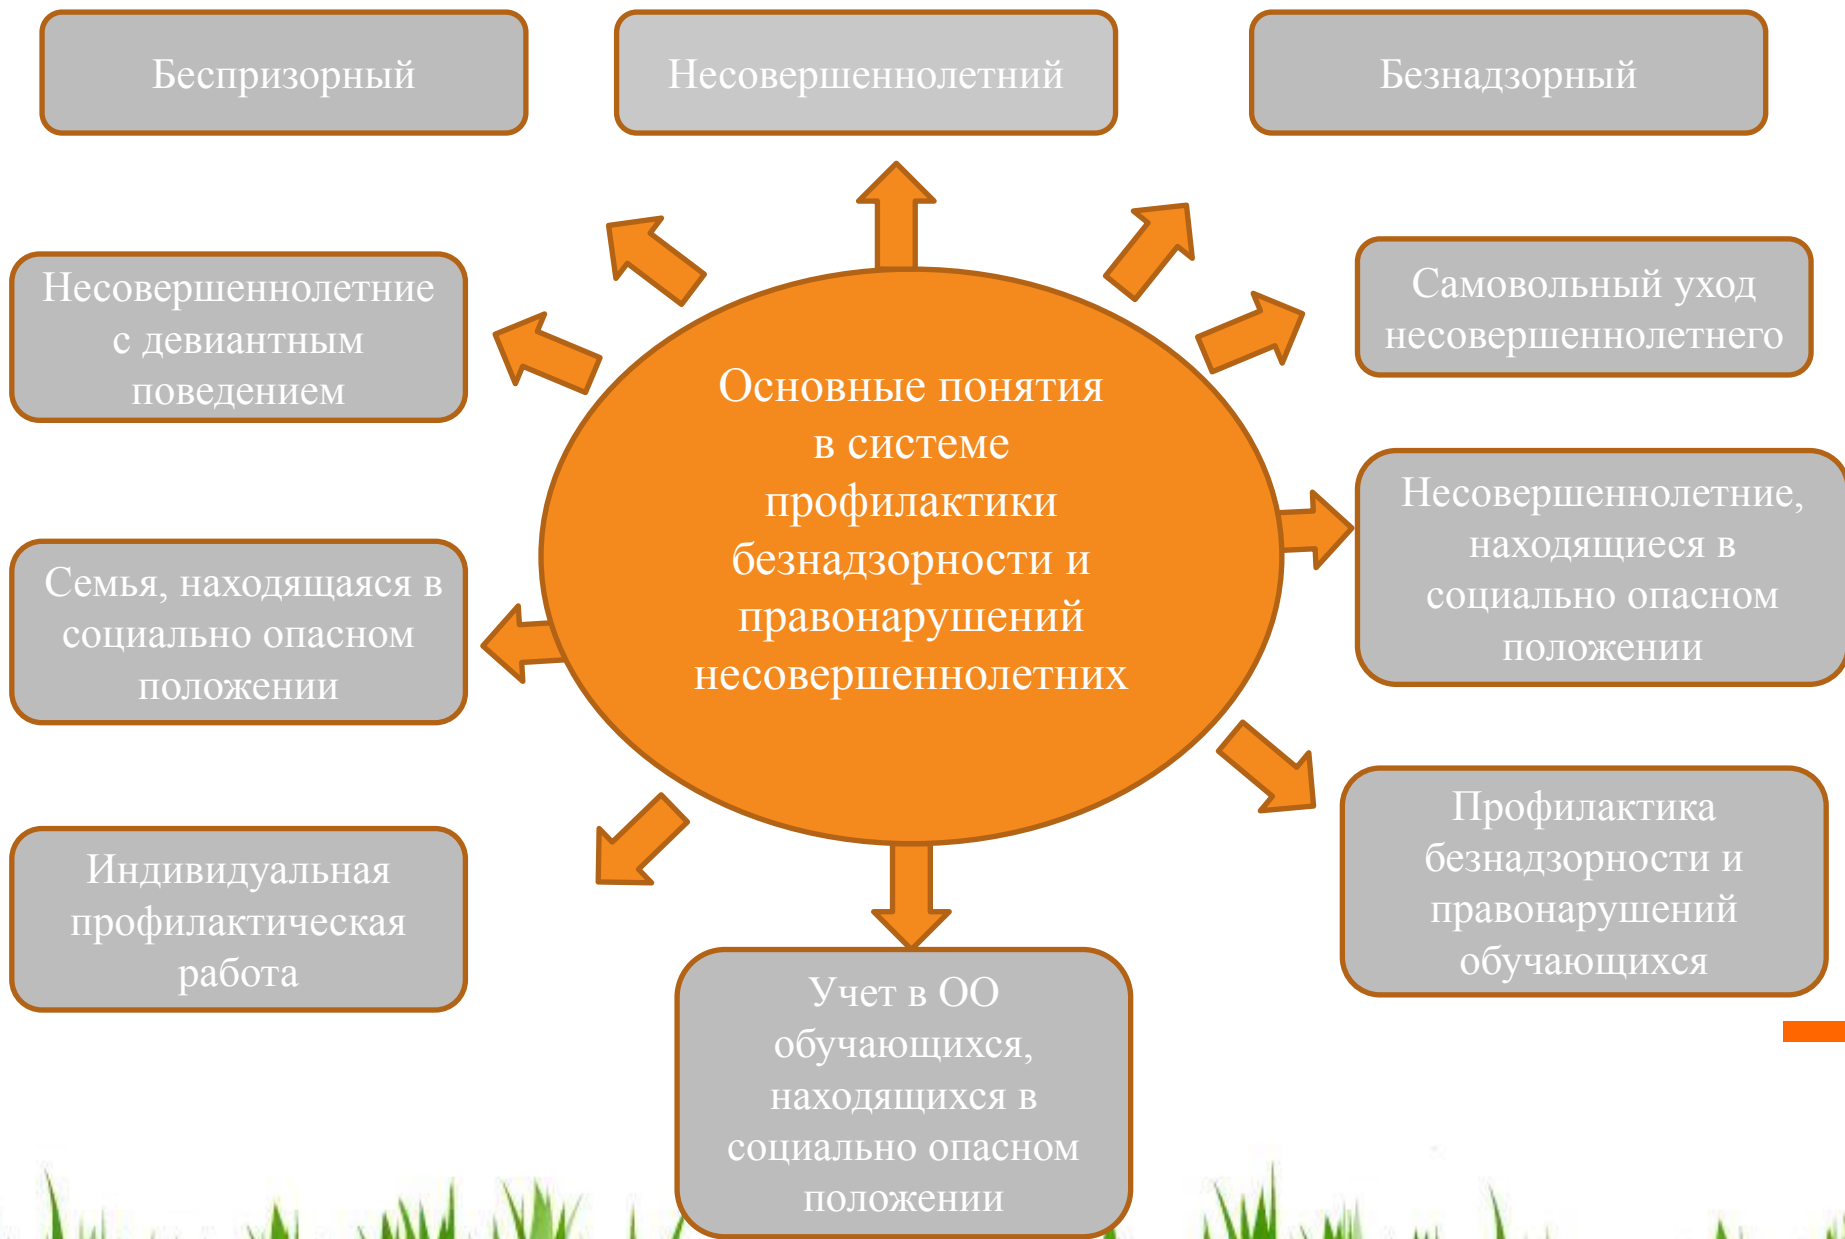 Беспризорный
Несовершеннолетний
Безнадзорный
Несовершеннолетние
с девиантным
поведением
Самовольный уход
несовершеннолетнего
Основные понятия
в системе
профилактики
безнадзорности и
правонарушений
несовершеннолетних
Семья, находящаяся в
социально опасном
положении
Несовершеннолетние,
находящиеся в
социально опасном
положении
Индивидуальная
профилактическая
работа
Профилактика
безнадзорности и
правонарушений
обучающихся
Учет в ОО
обучающихся,
находящихся в
социально опасном
положении